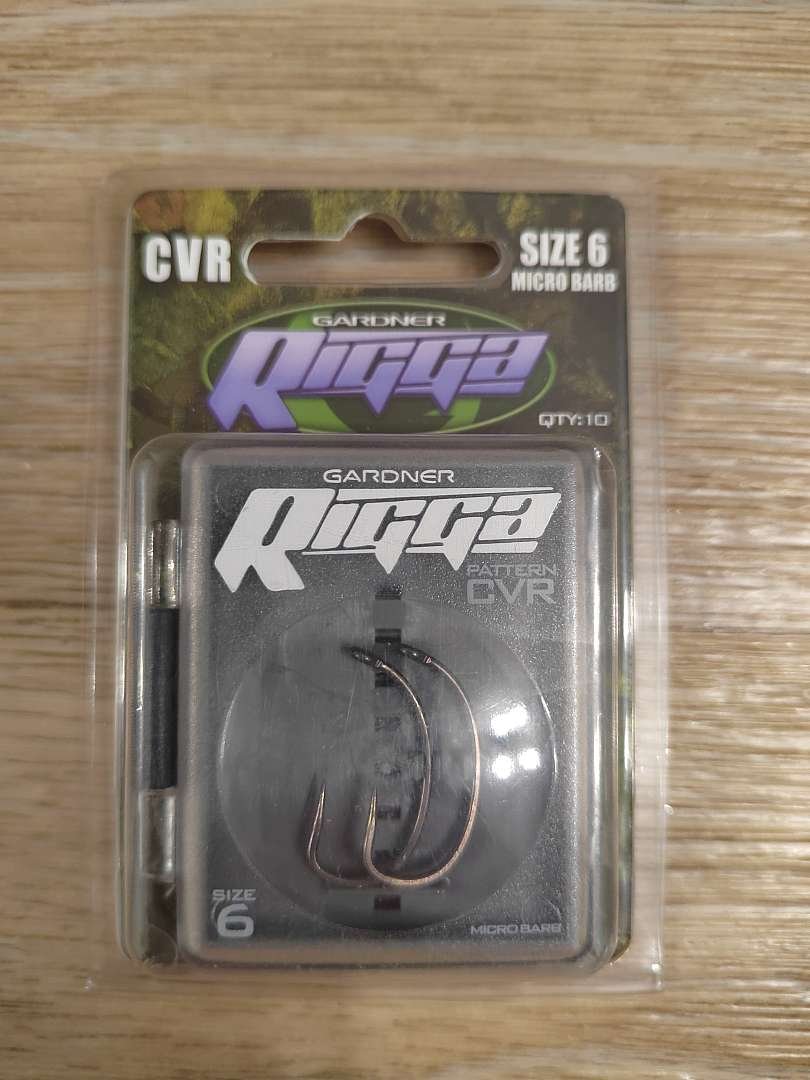 CVR
SIZE 6
MICRO BARB
GARDNER
RIGGA
QTY:10
GARDNER
RIGGA
PATTERN
CVR
SIZE
6
MICRO BARB